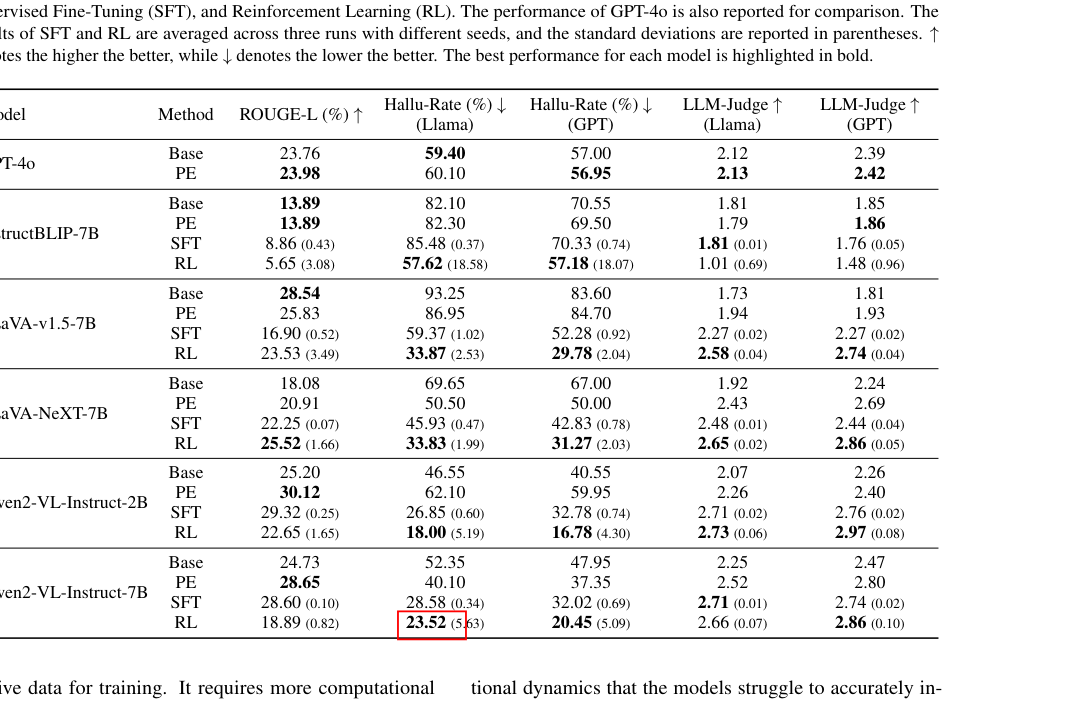 ervised Fine-Tuning (SFT), and Reinforcement Learning (RL). The performance of GPT-4o is also reported for comparison. The
lts of SFT and RL are averaged across three runs with different seeds, and the standard deviations are reported in parentheses. ↑
otes the higher the better, while ↓ denotes the lower the better. The best performance for each model is highlighted in bold.
odel Method ROUGE-L (%) ↑ Hallu-Rate (%) ↓ (Llama) Hallu-Rate (%) ↓ (GPT) LLM-Judge ↑ (Llama) LLM-Judge ↑ (GPT)
PT-4o
Base 23.76 59.40 57.00 2.12 2.39
PE 23.98 60.10 56.95 2.13 2.42
structBLIP-7B
Base 13.89 82.10 70.55 1.81 1.85
PE 13.89 82.30 69.50 1.79 1.86
SFT 8.86 (0.43) 85.48 (0.37) 70.33 (0.74) 1.81 (0.01) 1.76 (0.05)
RL 5.65 (3.08) 57.62 (18.58) 57.18 (18.07) 1.01 (0.69) 1.48 (0.96)
aVA-v1.5-7B
Base 28.54 93.25 83.60 1.73 1.81
PE 25.83 86.95 84.70 1.94 1.93
SFT 16.90 (0.52) 59.37 (1.02) 52.28 (0.92) 2.27 (0.02) 2.27 (0.02)
RL 23.53 (3.49) 33.87 (2.53) 29.78 (2.04) 2.58 (0.04) 2.74 (0.04)
aVA-NeXT-7B
Base 18.08 69.65 67.00 1.92 2.24
PE 20.91 50.50 50.00 2.43 2.69
SFT 22.25 (0.07) 45.93 (0.47) 42.83 (0.78) 2.48 (0.01) 2.44 (0.04)
RL 25.52 (1.66) 33.83 (1.99) 31.27 (2.03) 2.65 (0.02) 2.86 (0.05)
ven2-VL-Instruct-2B
Base 25.20 46.55 40.55 2.07 2.26
PE 30.12 62.10 59.95 2.26 2.40
SFT 29.32 (0.25) 26.85 (0.60) 32.78 (0.74) 2.71 (0.02) 2.76 (0.02)
RL 22.65 (1.65) 18.00 (5.19) 16.78 (4.30) 2.73 (0.06) 2.97 (0.08)
ven2-VL-Instruct-7B
Base 24.73 52.35 47.95 2.25 2.47
PE 28.65 40.10 37.35 2.52 2.80
SFT 28.60 (0.10) 28.58 (0.34) 32.02 (0.69) 2.71 (0.01) 2.74 (0.02)
RL 18.89 (0.82) 23.52 (5.63) 20.45 (5.09) 2.66 (0.07) 2.86 (0.10)
ive data for training. It requires more computational
tional dynamics that the models struggle to accurately in-